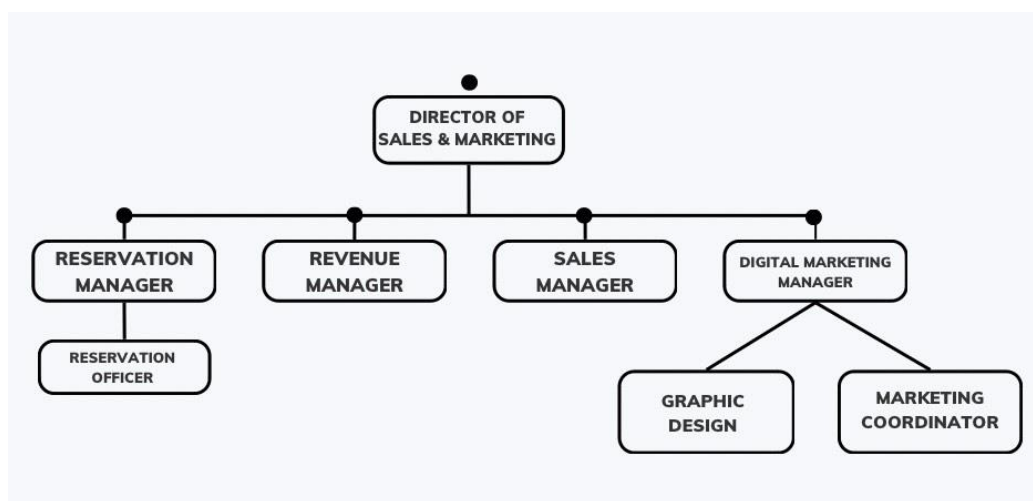 DIRECTOR OF
SALES & MARKETING
RESERVATION
MANAGER
REVENUE
MANAGER
SALES
MANAGER
DIGITAL MARKETING
MANAGER
RESERVATION
OFFICER
GRAPHIC
DESIGN
MARKETING
COORDINATOR